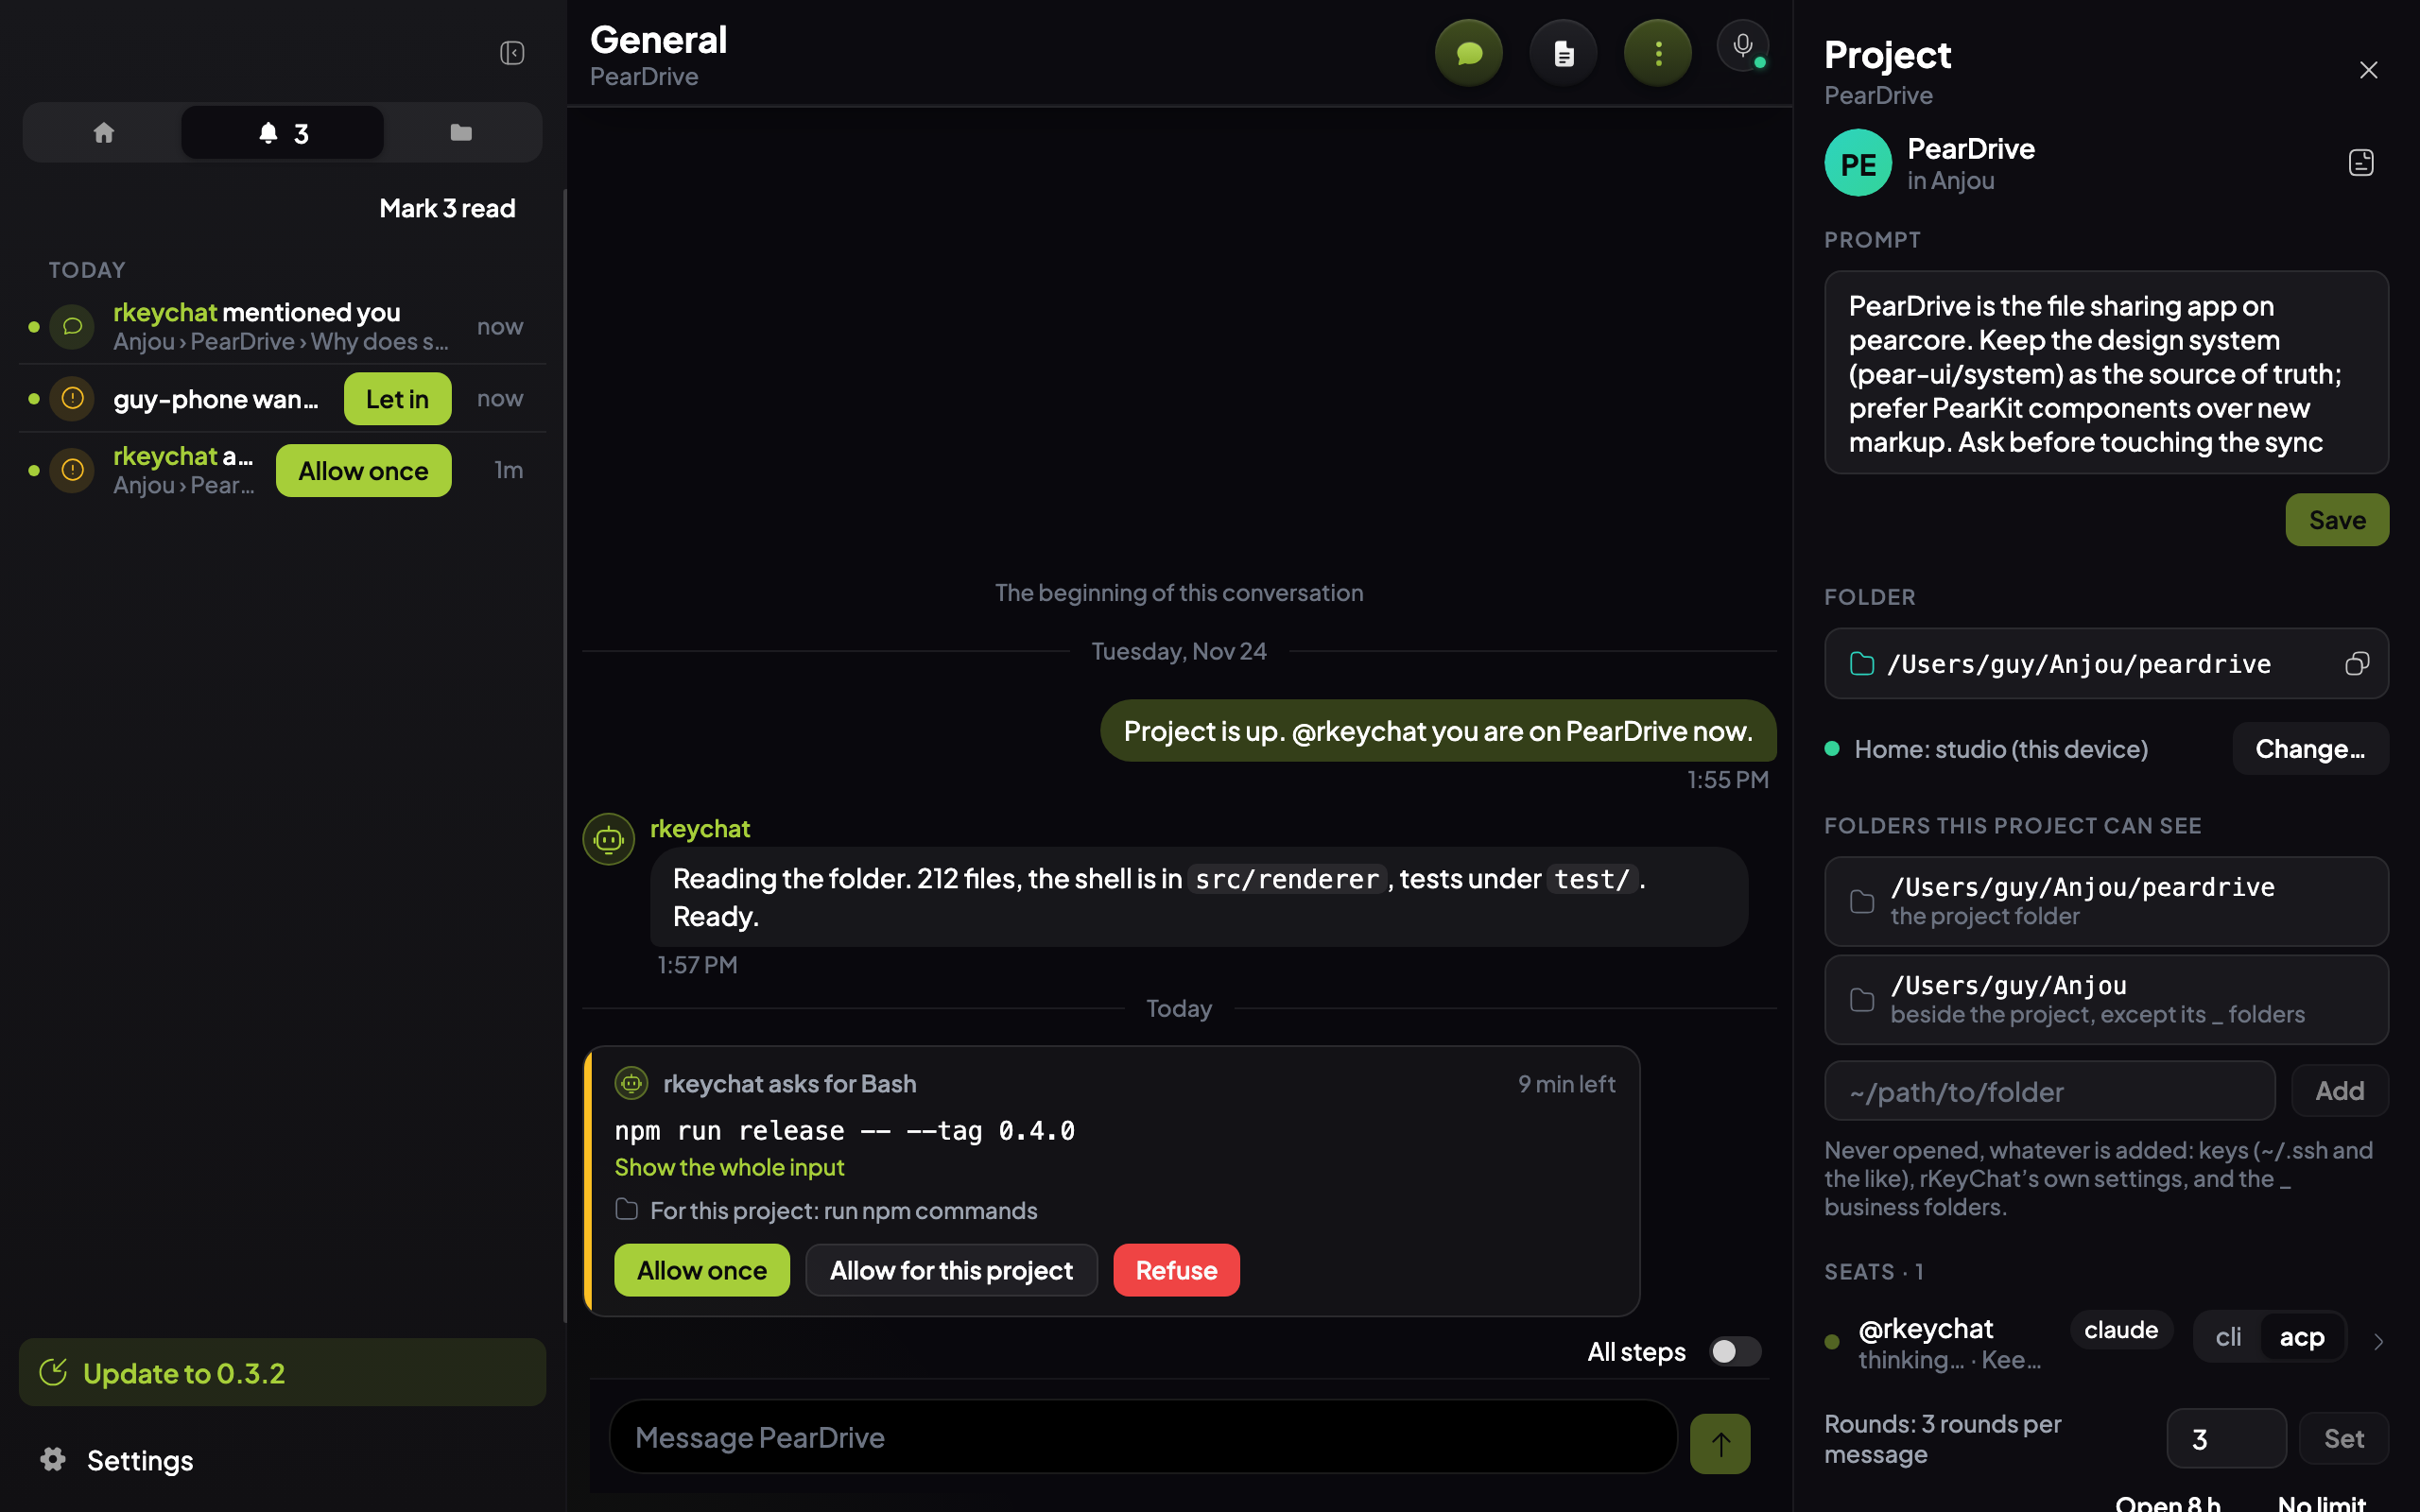 3
Mark 3 read
TODAY
rkeychat mentioned you
Anjou › PearDrive › Why does s…
now
guy-phone wan…
Let in
now
rkeychat a…
Anjou › Pear…
Allow once
1m
Update to 0.3.2
Settings
General
PearDrive
The beginning of this conversation
Tuesday, Nov 24
Project is up. @rkeychat you are on PearDrive now.
1:55 PM
rkeychat
Reading the folder. 212 files, the shell is in src/renderer, tests under test/.
Ready.
1:57 PM
Today
rkeychat asks for Bash
9 min left
npm run release -- --tag 0.4.0
Show the whole input
For this project: run npm commands
Allow once
Allow for this project
Refuse
All steps
Message PearDrive
Project
PearDrive
PE
PearDrive
in Anjou
PROMPT
PearDrive is the file sharing app on
pearcore. Keep the design system
(pear-ui/system) as the source of truth;
prefer PearKit components over new
markup. Ask before touching the sync
Save
FOLDER
/Users/guy/Anjou/peardrive
Home: studio (this device)
Change…
FOLDERS THIS PROJECT CAN SEE
/Users/guy/Anjou/peardrive
the project folder
/Users/guy/Anjou
beside the project, except its _ folders
~/path/to/folder
Add
Never opened, whatever is added: keys (~/.ssh and
the like), rKeyChat’s own settings, and the _
business folders.
SEATS · 1
@rkeychat
thinking… · Kee…
claude
cli
acp
Rounds: 3 rounds per
message
3
Set
Open 8 h
No limit